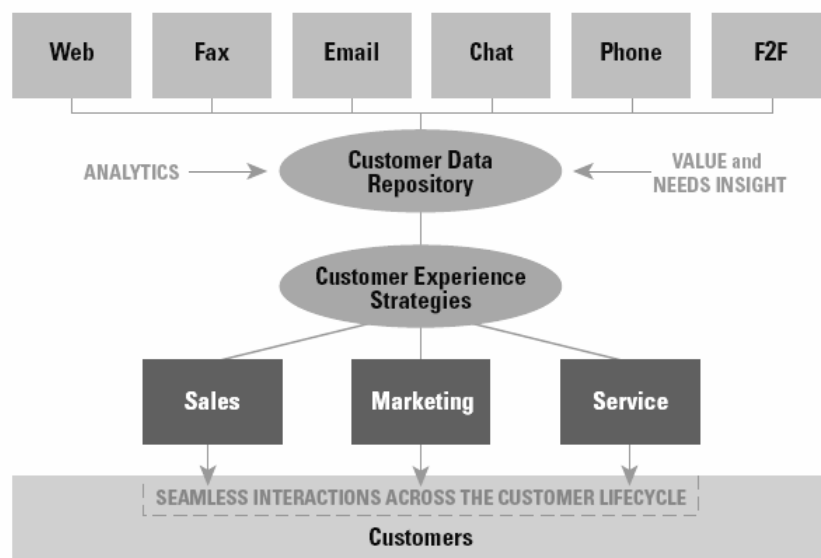 Web
Fax
Email
Chat
Phone
F2F
ANALYTICS
Customer Data
Repository
VALUE and
NEEDS INSIGHT
Customer Experience
Strategies
Sales
Marketing
Service
SEAMLESS INTERACTIONS ACROSS THE CUSTOMER LIFECYCLE
Customers